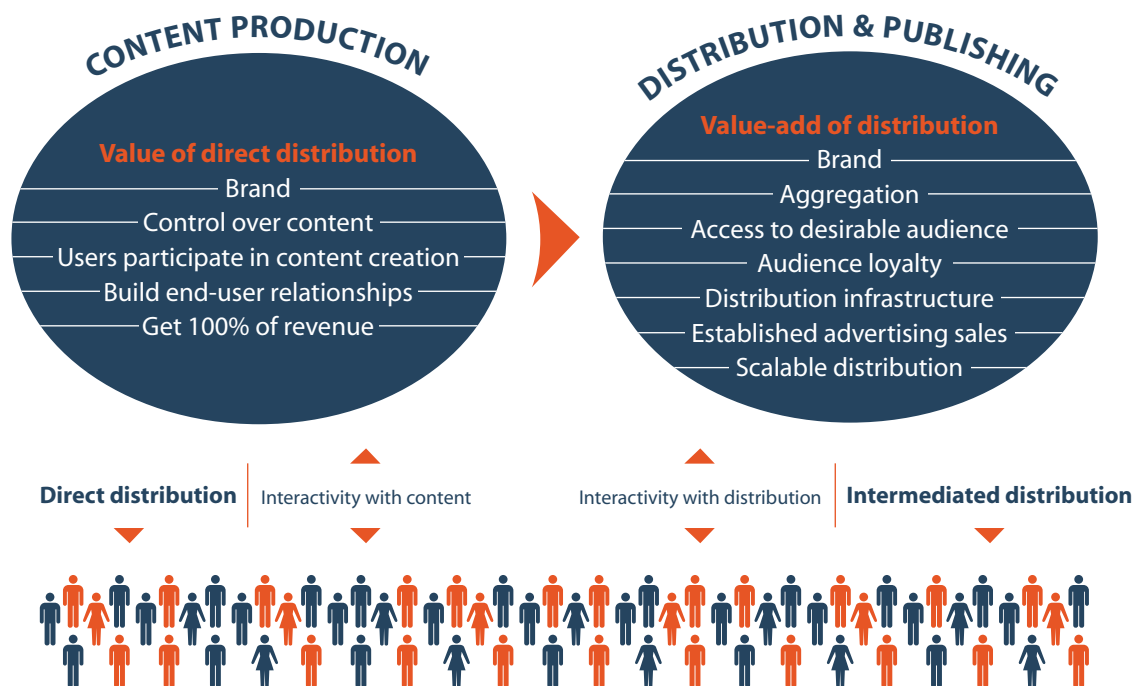 CONTENT PRODUCTION
Value of direct distribution
Brand
Control over content
Users participate in content creation
Build end-user relationships
Get 100% of revenue
DISTRIBUTION & PUBLISHING
Value-add of distribution
Brand
Aggregation
Access to desirable audience
Audience loyalty
Distribution infrastructure
Established advertising sales
Scalable distribution
Direct distribution
Interactivity with content
Interactivity with distribution
Intermediated distribution